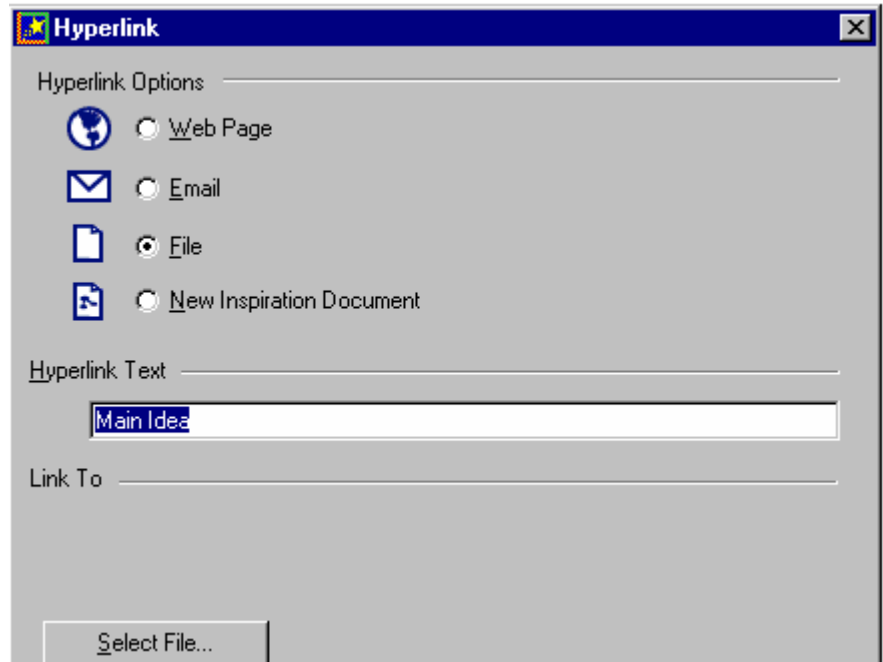 Hyperlink
Hyperlink Options
Web Page
Email
File
New Inspiration Document
Hyperlink Text
Main Idea
Link To
Select File...